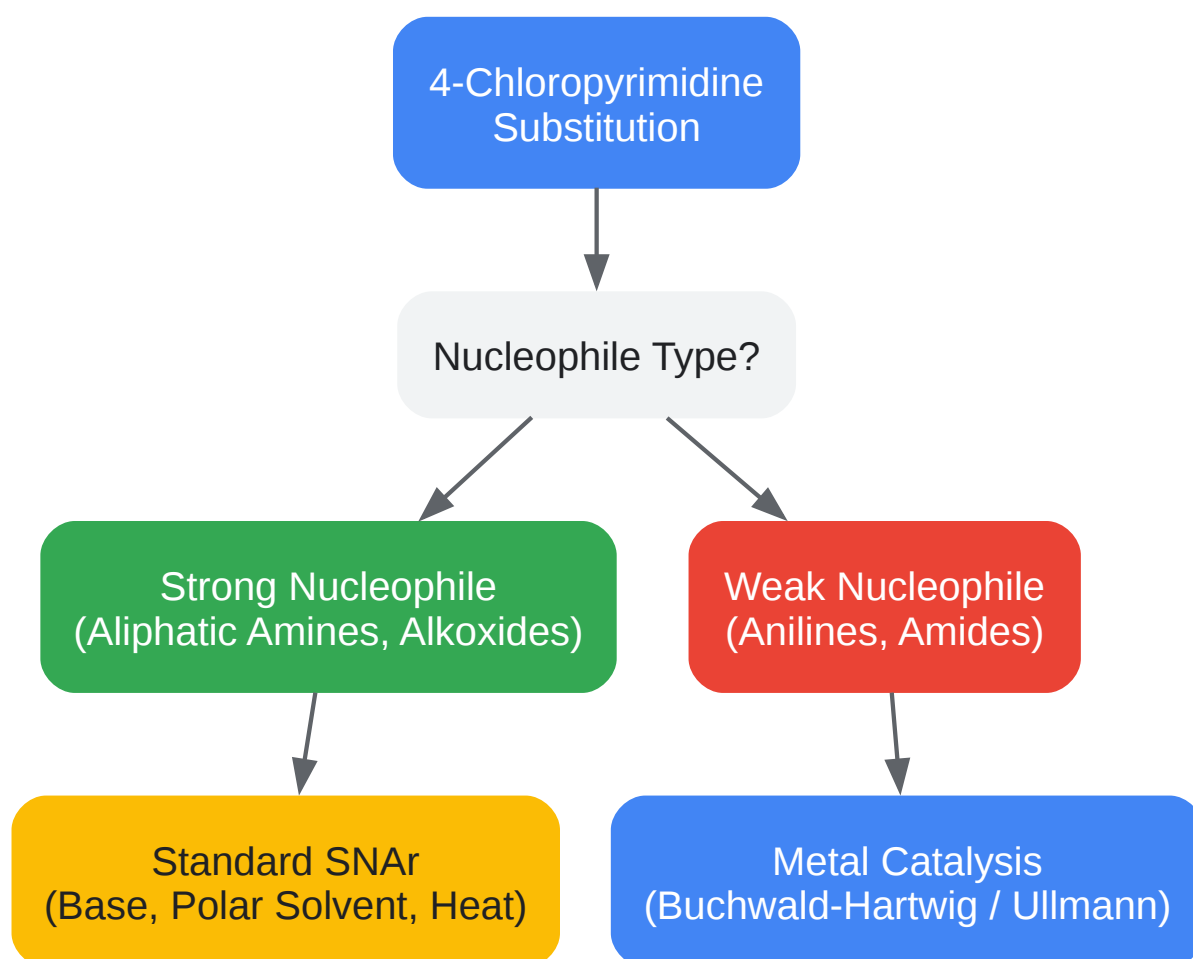 4-Chloropyrimidine
Substitution
Nucleophile Type?
Strong Nucleophile
(Aliphatic Amines, Alkoxides)
Weak Nucleophile
(Anilines, Amides)
Standard SNAr
(Base, Polar Solvent, Heat)
Metal Catalysis
(Buchwald-Hartwig / Ullmann)